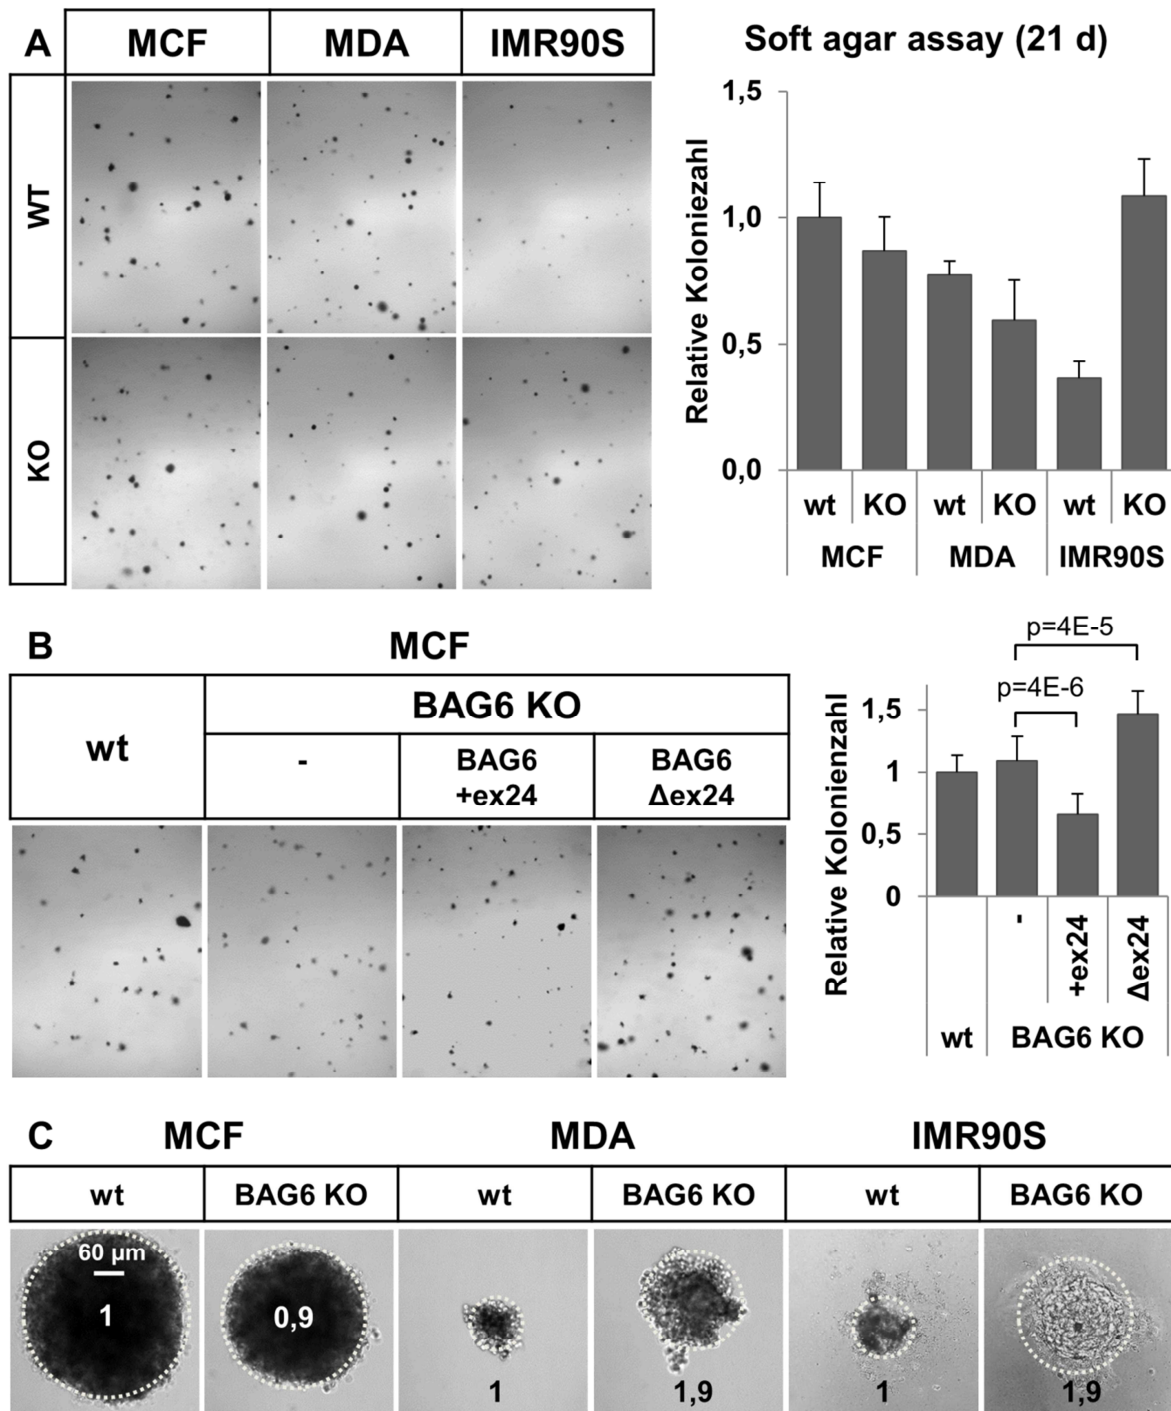 A
MCF
MDA
IMR90S
WT
KO
Soft agar assay (21 d)
Relative Koloniezahl
1,5
1,0
0,5
0,0
wt
KO
wt
KO
wt
KO
MCF
MDA
IMR90S
B
MCF
wt
BAG6 KO
-
BAG6
+ex24
BAG6
Δex24
p=4E-5
p=4E-6
Relative Kolonienzahl
1,5
1
0,5
0
-
+ex24
Δex24
wt
BAG6 KO
C
MCF
MDA
IMR90S
wt
BAG6 KO
wt
BAG6 KO
wt
BAG6 KO
60 µm
1
0,9
1
1,9
1
1,9